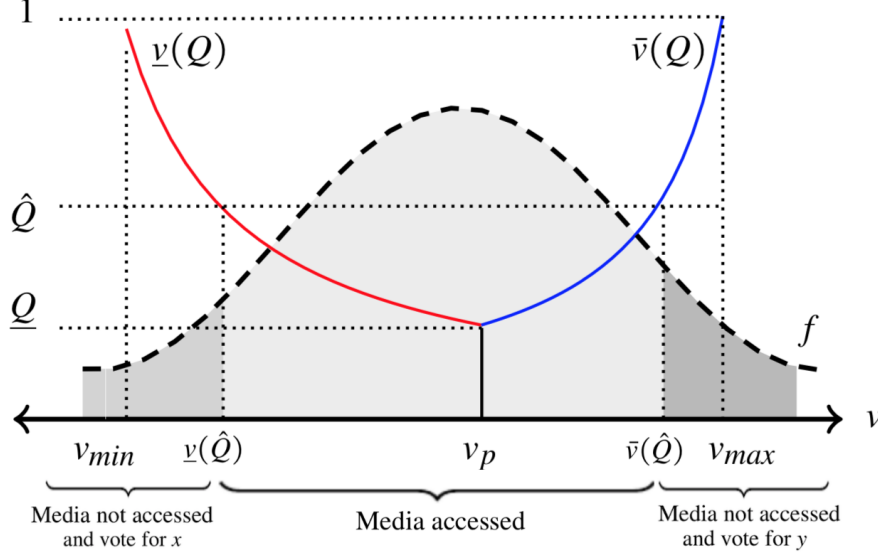 1
v̲(Q)
v̄(Q)
Q̂
Q̲
f
v
v_min
v̲(Q̂)
v_p
v̄(Q̂)
v_max
Media not accessed
and vote for x
Media accessed
Media not accessed
and vote for y